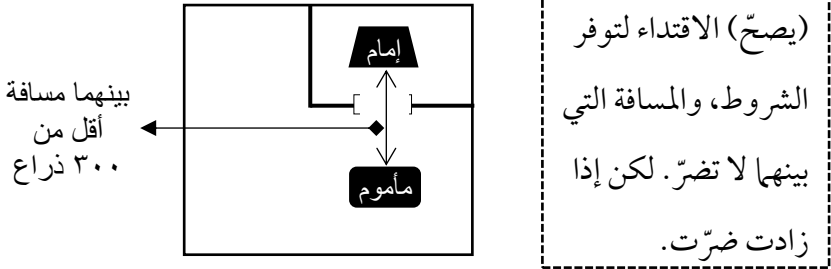 (يصحّ) الاقتداء لتوفر
الشروط، والمسافة التي
بينهما لا تضرّ. لكن إذا
زادت ضرّت.
إمام
مأموم
بينهما مسافة
أقل من
٣٠٠ ذراع